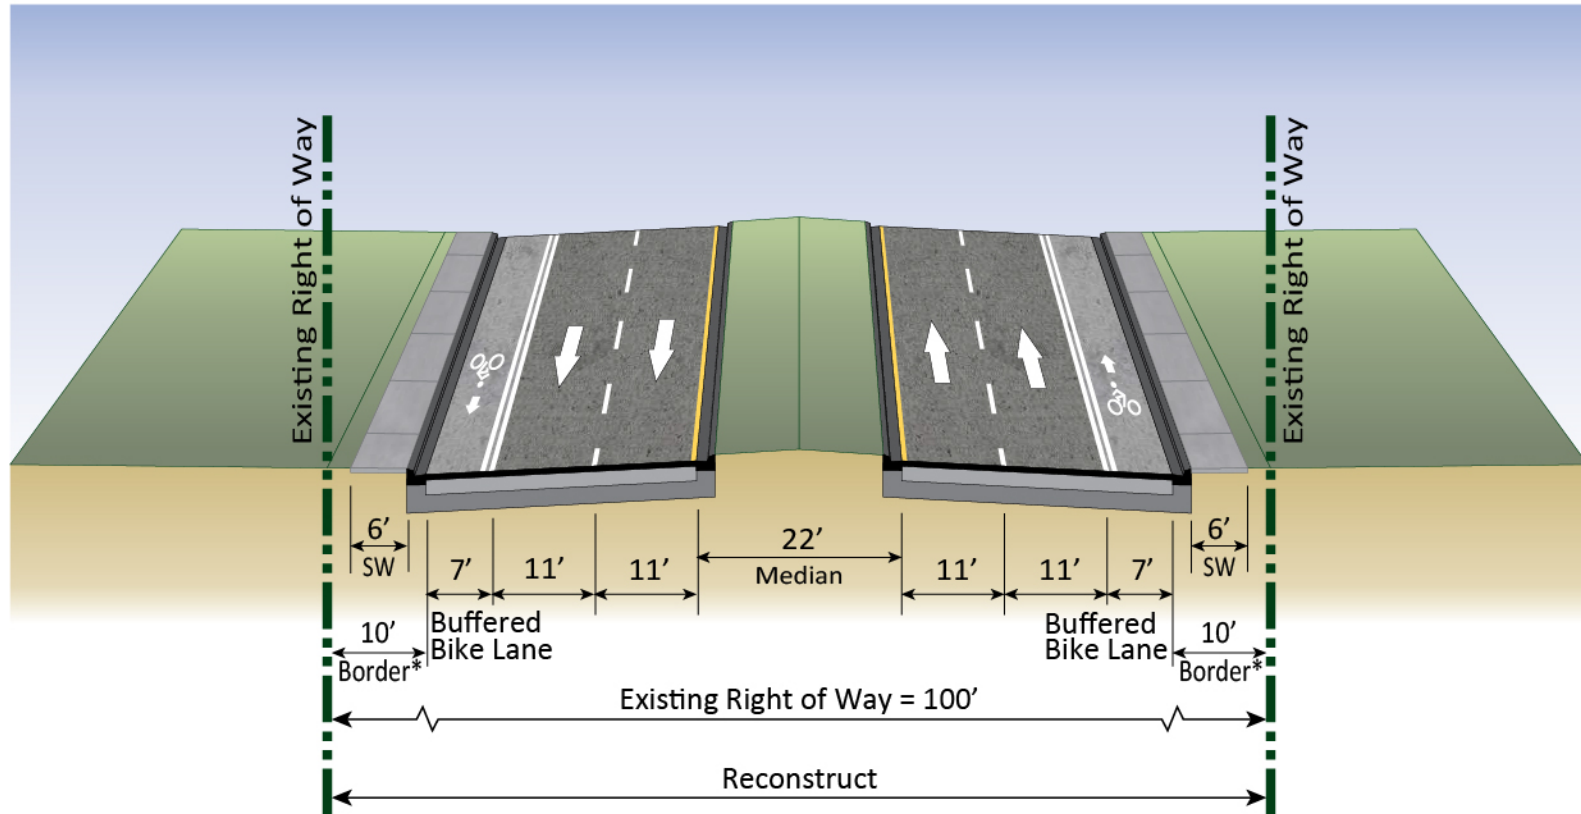 Existing Right of Way
Existing Right of Way
6’
SW
7’
11’
11’
22’
Median
11’
11’
7’
6’
SW
Buffered
Bike Lane
Buffered
Bike Lane
10’
Border*
10’
Border*
Existing Right of Way = 100’
Reconstruct